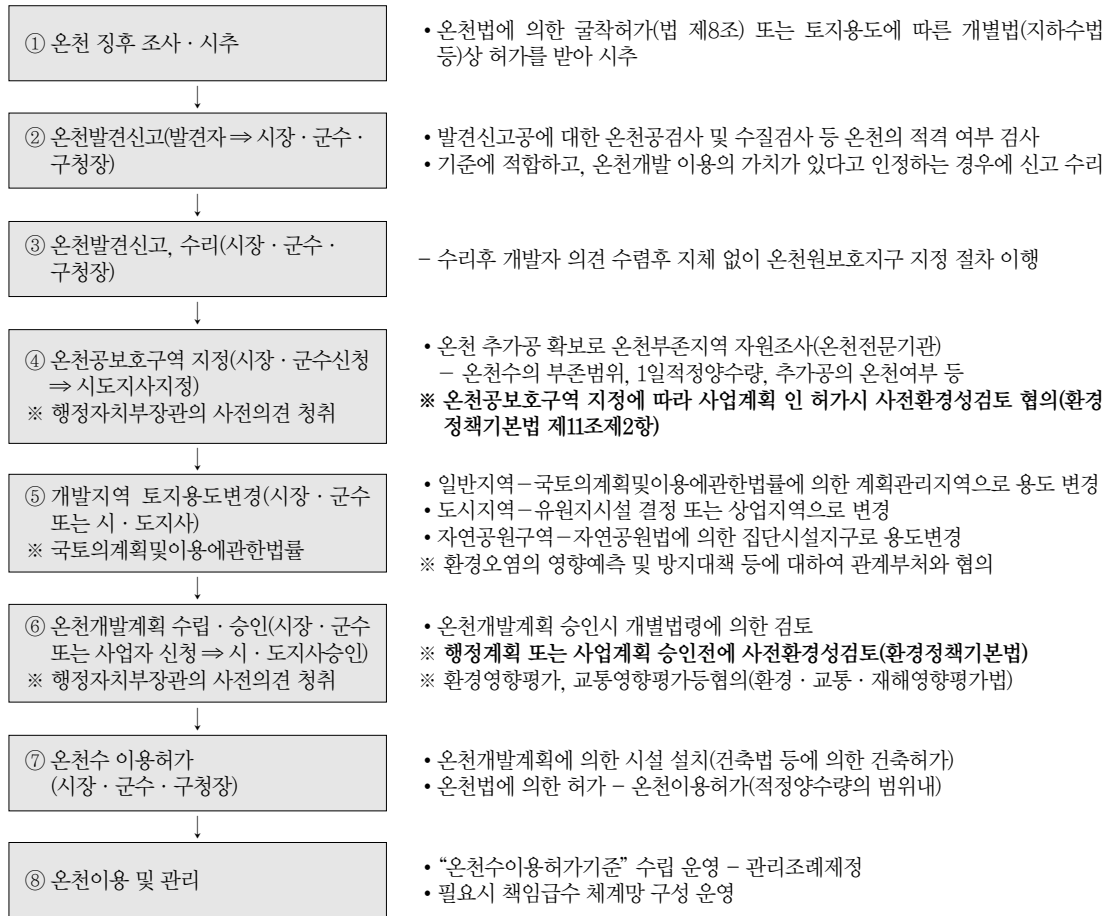 ① 온천 징후 조사 · 시추
• 온천법에 의한 굴착허가(법 제8조) 또는 토지용도에 따른 개별법(지하수법
등)상 허가를 받아 시추
② 온천발견신고(발견자 ⇒ 시장 · 군수 ·
구청장)
• 발견신고공에 대한 온천공검사 및 수질검사 등 온천의 적격 여부 검사
• 기준에 적합하고, 온천개발 이용의 가치가 있다고 인정하는 경우에 신고 수리
③ 온천발견신고, 수리(시장 · 군수 ·
구청장)
- 수리후 개발자 의견 수렴후 지체 없이 온천원보호지구 지정 절차 이행
④ 온천공보호구역 지정(시장 · 군수신청
⇒ 시도지사지정)
※ 행정자치부장관의 사전의견 청취
• 온천 추가공 확보로 온천부존지역 자원조사(온천전문기관)
- 온천수의 부존범위, 1일적정양수량, 추가공의 온천여부 등
※ 온천공보호구역 지정에 따라 사업계획 인 허가시 사전환경성검토 협의(환경
정책기본법 제11조제2항)
⑤ 개발지역 토지용도변경(시장 · 군수
또는 시 · 도지사)
※ 국토의계획및이용에관한법률
• 일반지역-국토의계획및이용에관한법률에 의한 계획관리지역으로 용도 변경
• 도시지역-유원지시설 결정 또는 상업지역으로 변경
• 자연공원구역-자연공원법에 의한 집단시설지구로 용도변경
※ 환경오염의 영향예측 및 방지대책 등에 대하여 관계부처와 협의
⑥ 온천개발계획 수립 · 승인(시장 · 군수
또는 사업자 신청 ⇒ 시 · 도지사승인)
※ 행정자치부장관의 사전의견 청취
• 온천개발계획 승인시 개별법령에 의한 검토
※ 행정계획 또는 사업계획 승인전에 사전환경성검토(환경정책기본법)
※ 환경영향평가, 교통영향평가등협의(환경 · 교통 · 재해영향평가법)
⑦ 온천수 이용허가
(시장 · 군수 · 구청장)
• 온천개발계획에 의한 시설 설치(건축법 등에 의한 건축허가)
• 온천법에 의한 허가 - 온천이용허가(적정양수량의 범위내)
⑧ 온천이용 및 관리
• “온천수이용허가기준” 수립 운영 - 관리조례제정
• 필요시 책임급수 체계망 구성 운영